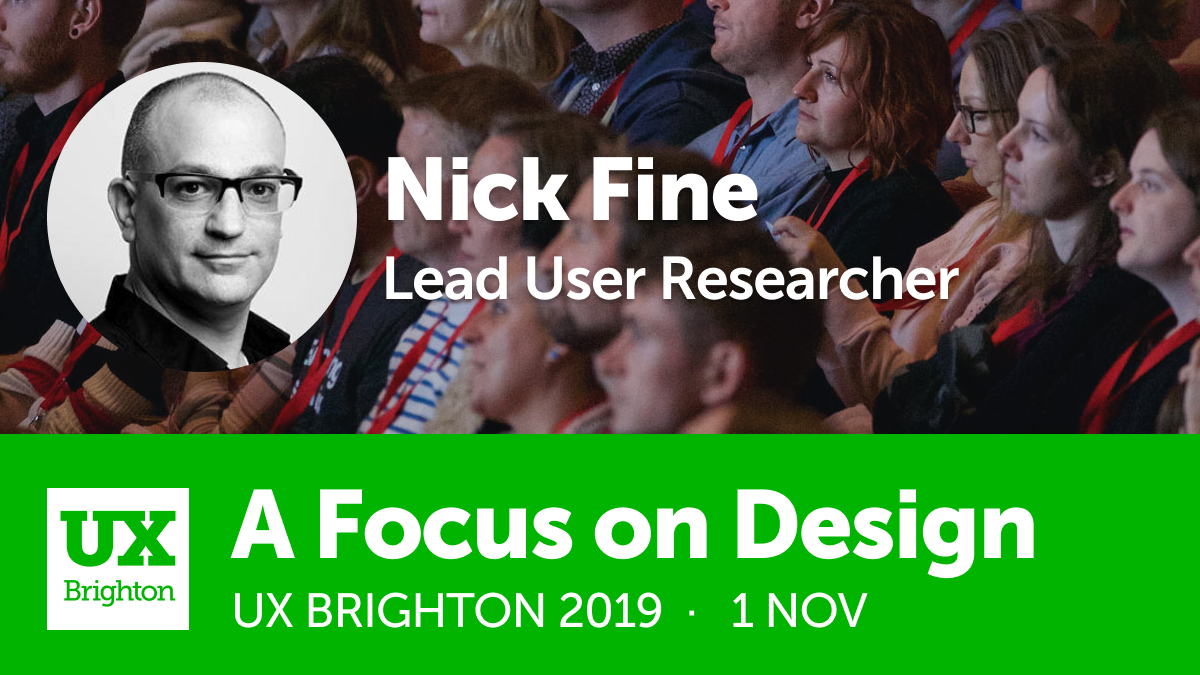 Nick Fine
Lead User Researcher
UX
Brighton
A Focus on Design
UX BRIGHTON 2019 · 1 NOV